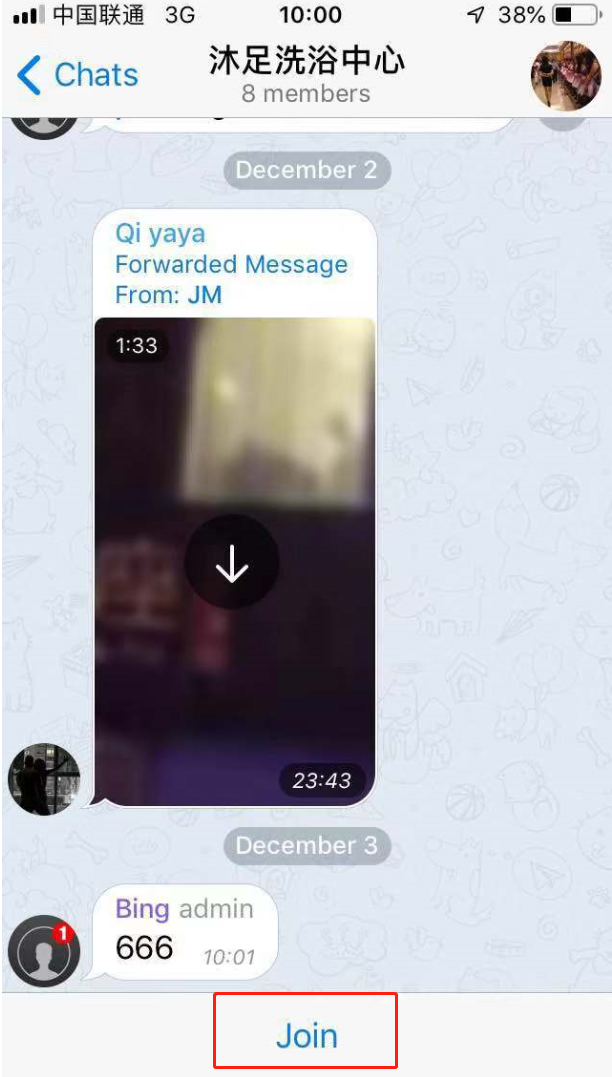 中国联通 3G 10:00 38%
Chats
沐足洗浴中心
8 members
December 2
Qi yaya
Forwarded Message
From: JM
1:33
23:43
December 3
Bing admin
1
666 10:01
Join